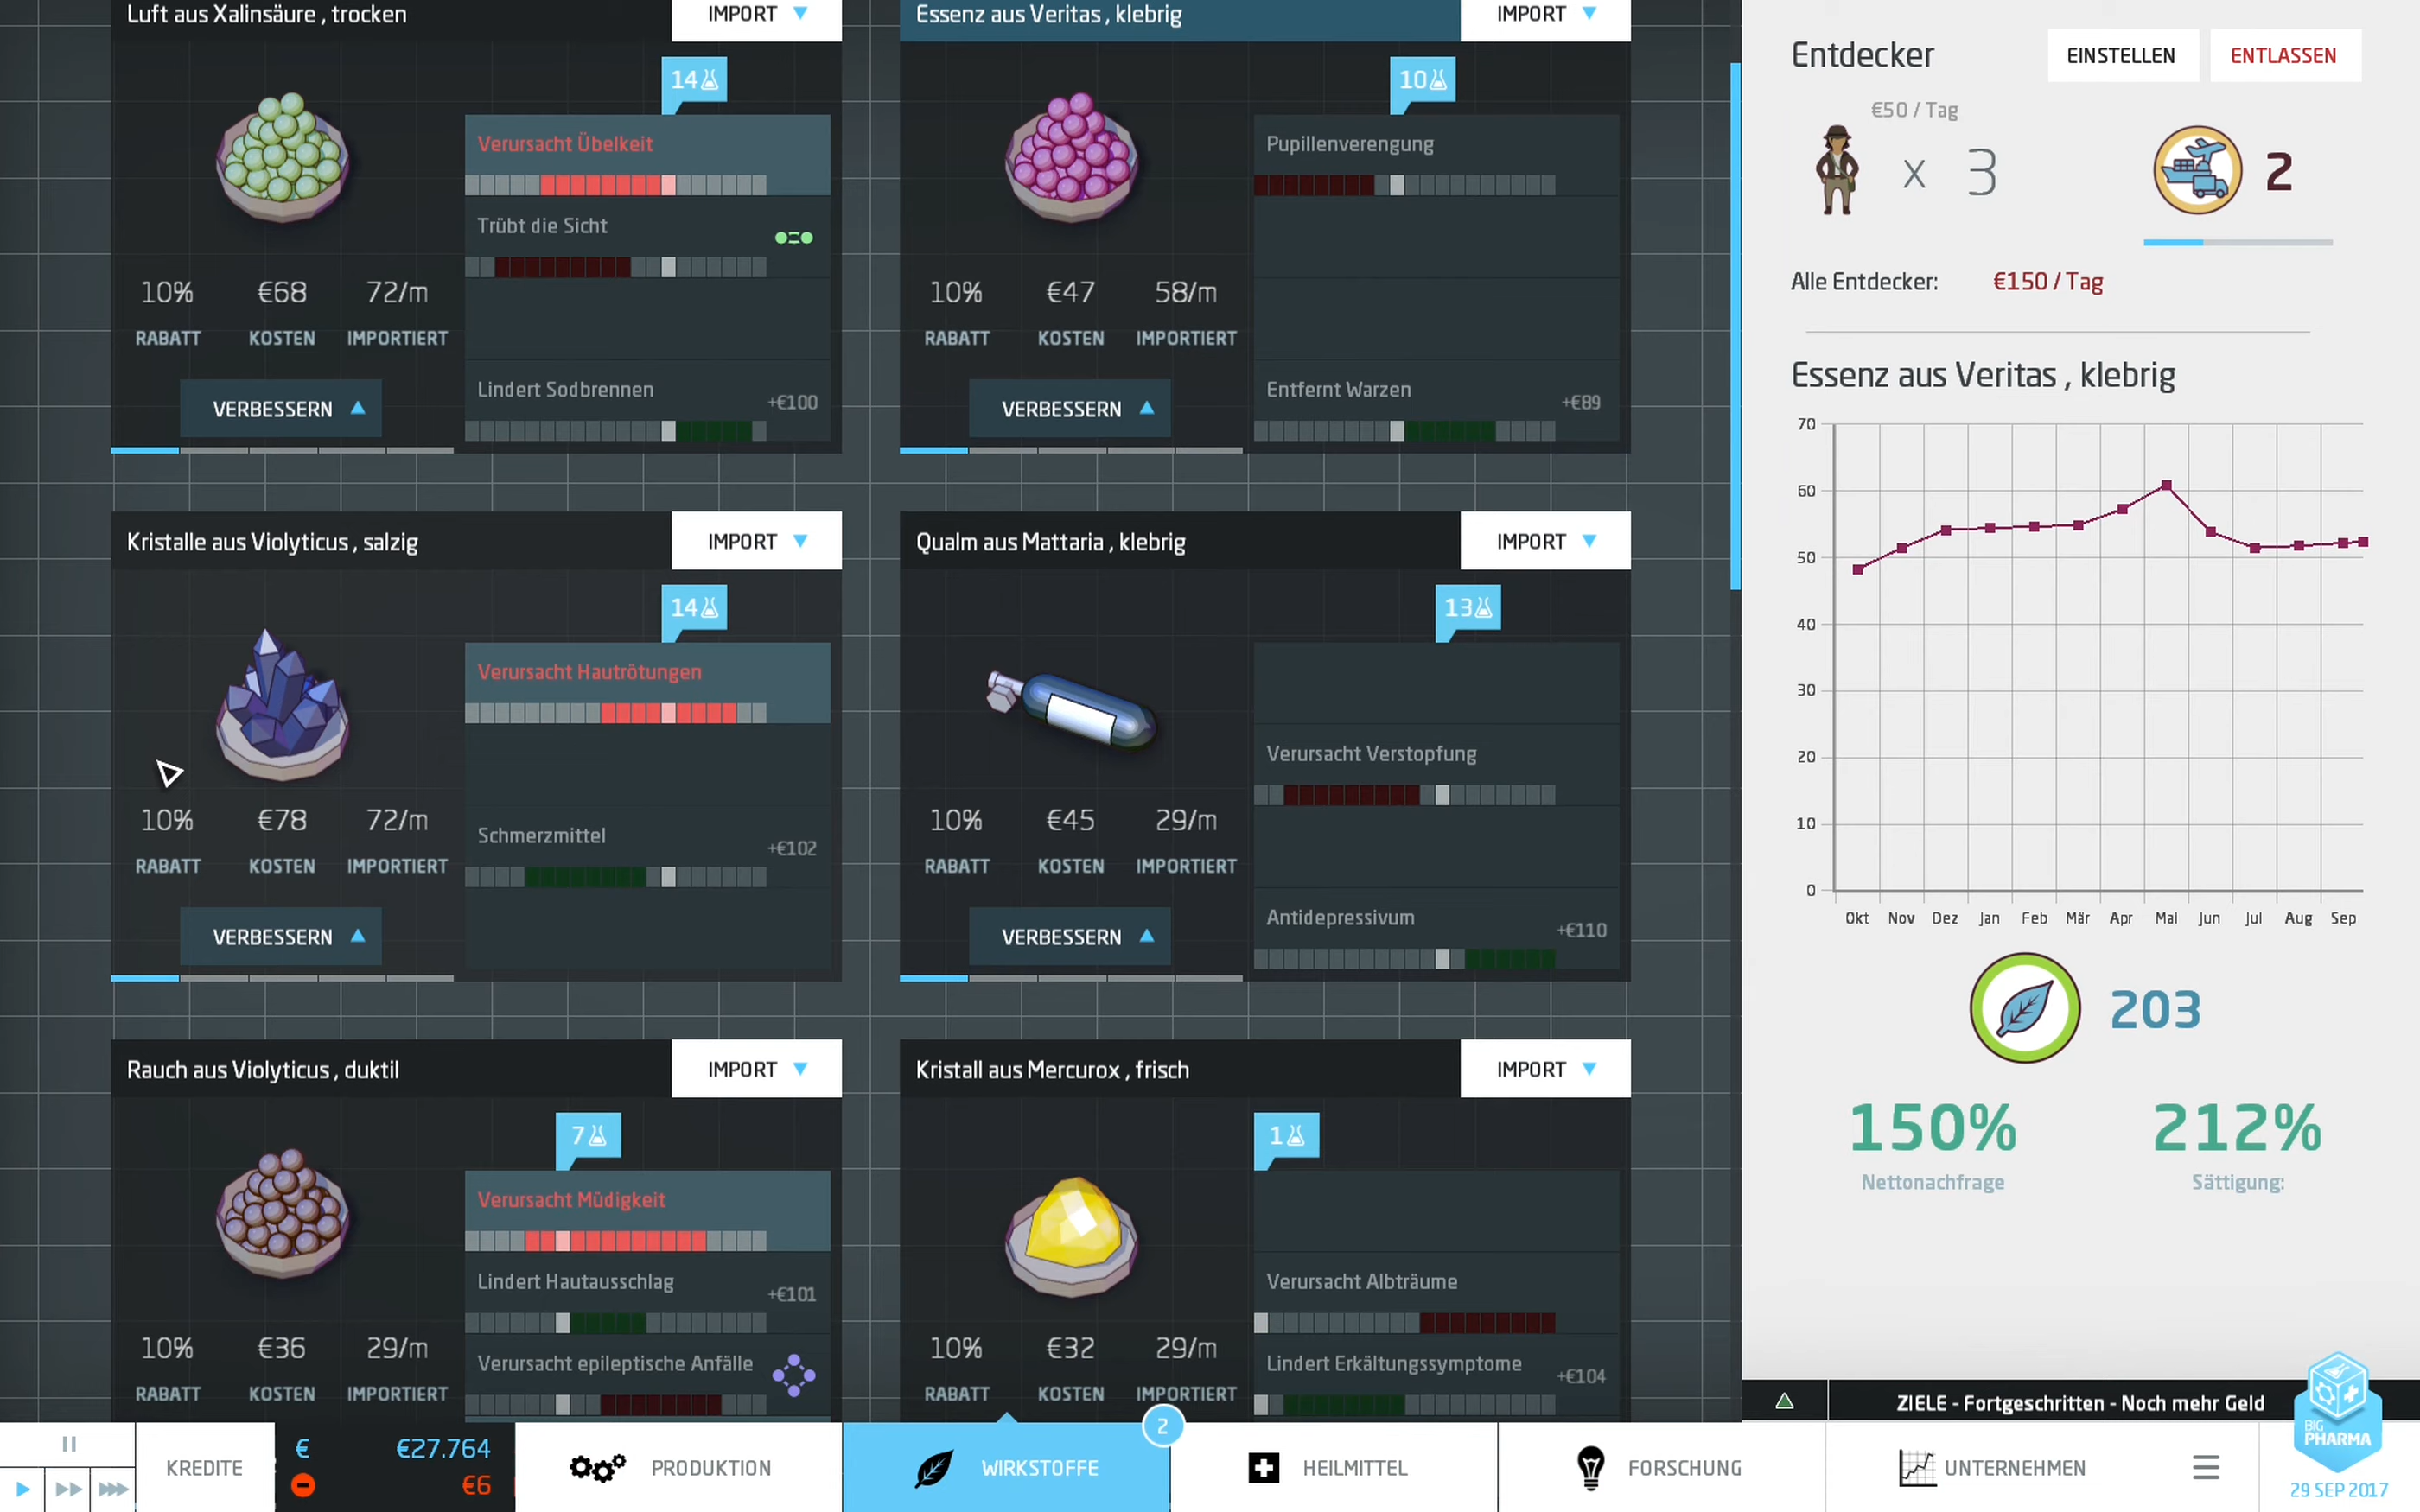 Luft aus Xalinsäure , trocken
IMPORT
14
Verursacht Übelkeit
Trübt die Sicht
10%
€68
72/m
RABATT
KOSTEN
IMPORTIERT
VERBESSERN
Lindert Sodbrennen
+€100
Essenz aus Veritas , klebrig
IMPORT
10
Pupillenverengung
10%
€47
58/m
RABATT
KOSTEN
IMPORTIERT
VERBESSERN
Entfernt Warzen
+€89
Kristalle aus Violyticus , salzig
IMPORT
14
Verursacht Hautrötungen
10%
€78
72/m
Schmerzmittel
+€102
RABATT
KOSTEN
IMPORTIERT
VERBESSERN
Qualm aus Mattaria , klebrig
IMPORT
13
Verursacht Verstopfung
10%
€45
29/m
RABATT
KOSTEN
IMPORTIERT
VERBESSERN
Antidepressivum
+€110
Rauch aus Violyticus , duktil
IMPORT
7
Verursacht Müdigkeit
Lindert Hautausschlag
+€101
10%
€36
29/m
Verursacht epileptische Anfälle
RABATT
KOSTEN
IMPORTIERT
Kristall aus Mercurox , frisch
IMPORT
1
Verursacht Albträume
10%
€32
29/m
Lindert Erkältungssymptome
+€104
RABATT
KOSTEN
IMPORTIERT
Entdecker
EINSTELLEN
ENTLASSEN
€50 / Tag
x 3
2
Alle Entdecker:
€150 / Tag
Essenz aus Veritas , klebrig
70
60
50
40
30
20
10
0
Okt Nov Dez Jan Feb Mär Apr Mai Jun Jul Aug Sep
203
150%
212%
Nettonachfrage
Sättigung:
ZIELE - Fortgeschritten - Noch mehr Geld
KREDITE
€
€27.764
€6
PRODUKTION
WIRKSTOFFE
2
HEILMITTEL
FORSCHUNG
UNTERNEHMEN
BIG
PHARMA
29 SEP 2017